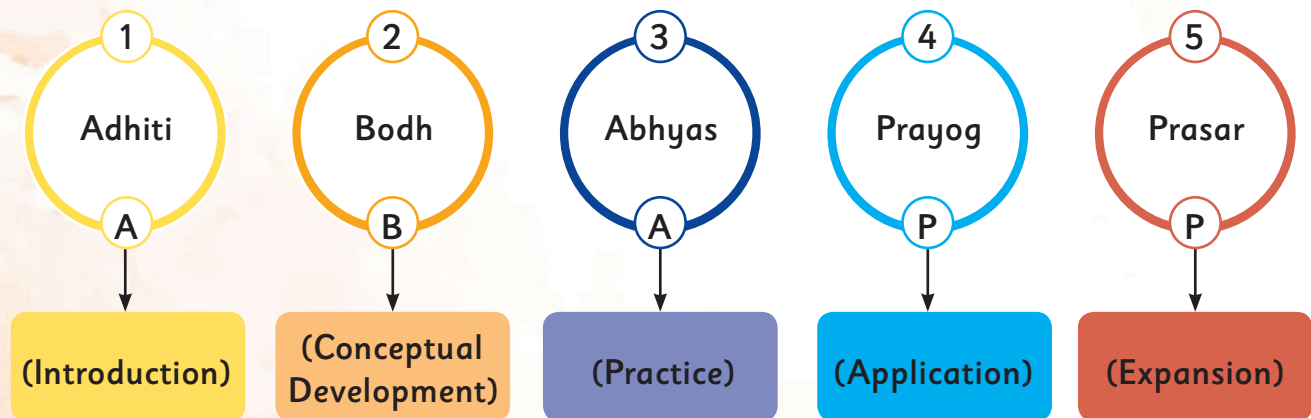 1 2 3 4 5
Adhiti Bodh Abhyas Prayog Prasar
A B A P P
(Introduction) (Conceptual Development) (Practice) (Application) (Expansion)